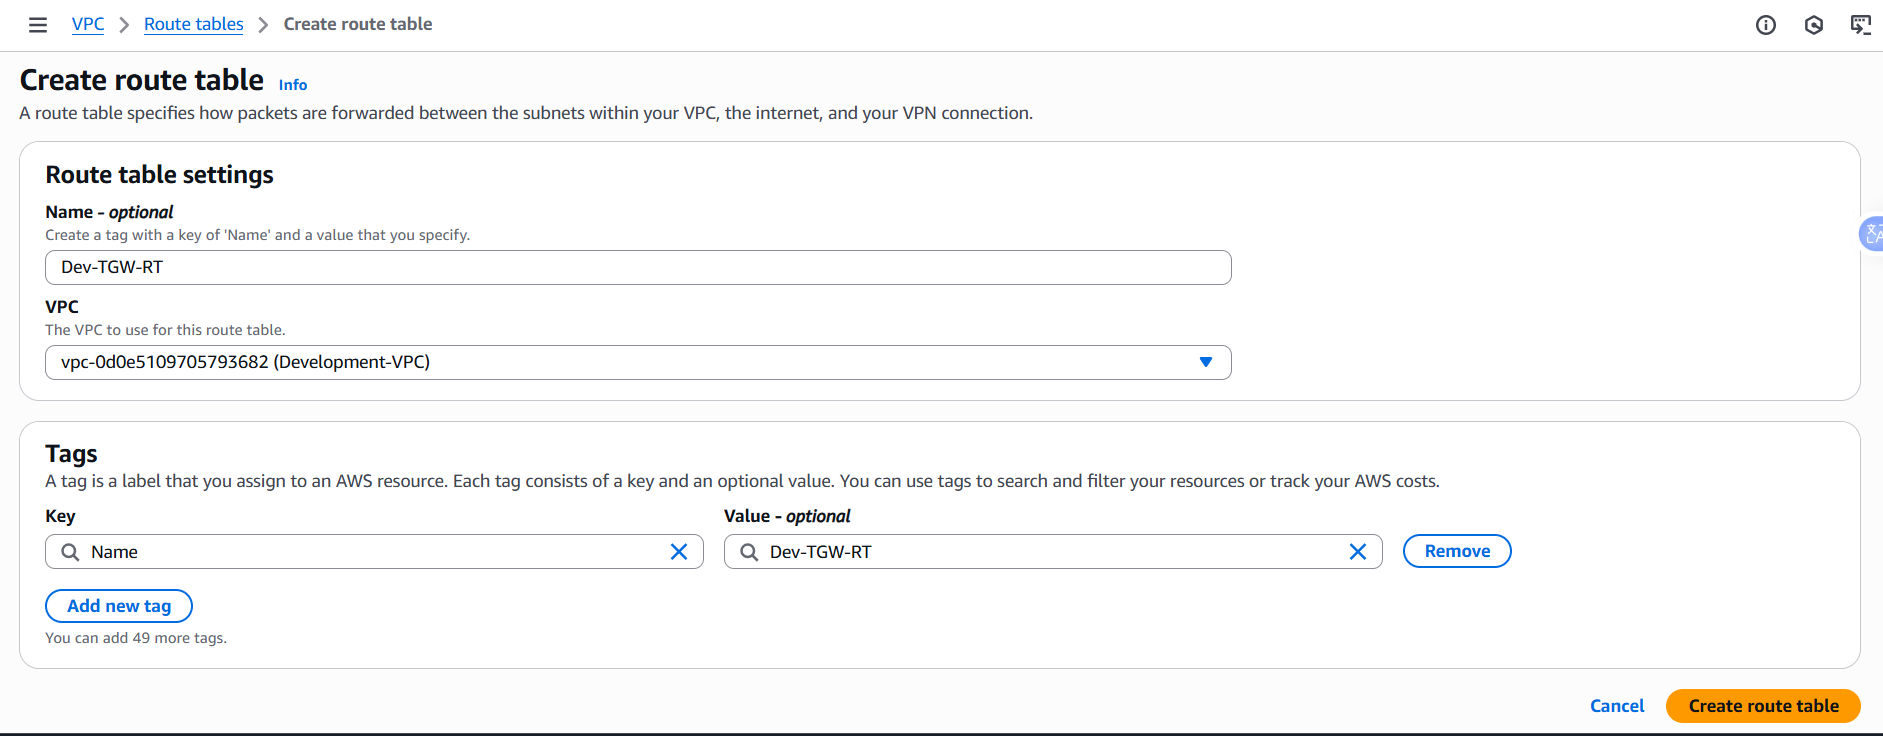 VPC > Route tables > Create route table
Create route table Info
A route table specifies how packets are forwarded between the subnets within your VPC, the internet, and your VPN connection.
Route table settings
Name - optional
Create a tag with a key of 'Name' and a value that you specify.
Dev-TGW-RT
VPC
The VPC to use for this route table.
vpc-0d0e5109705793682 (Development-VPC)
Tags
A tag is a label that you assign to an AWS resource. Each tag consists of a key and an optional value. You can use tags to search and filter your resources or track your AWS costs.
Key Value - optional
Name Dev-TGW-RT Remove
Add new tag
You can add 49 more tags.
Cancel Create route table